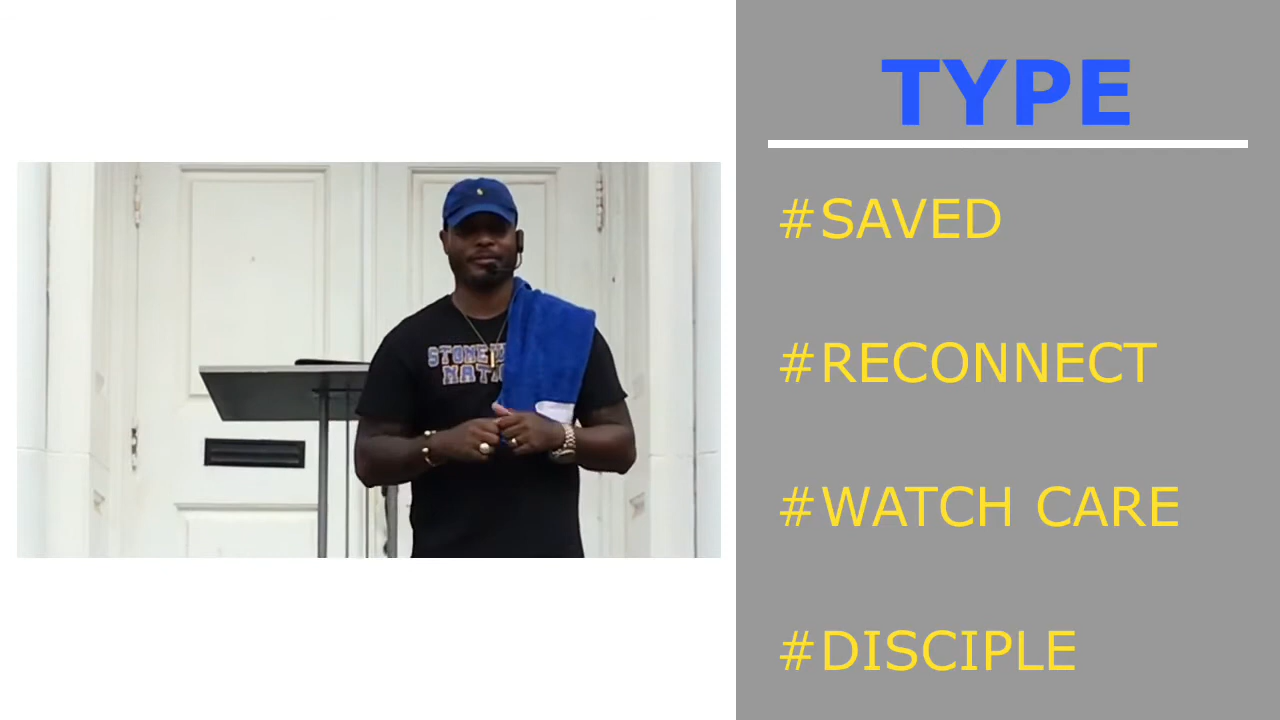 TYPE
#SAVED
#RECONNECT
#WATCH CARE
#DISCIPLE